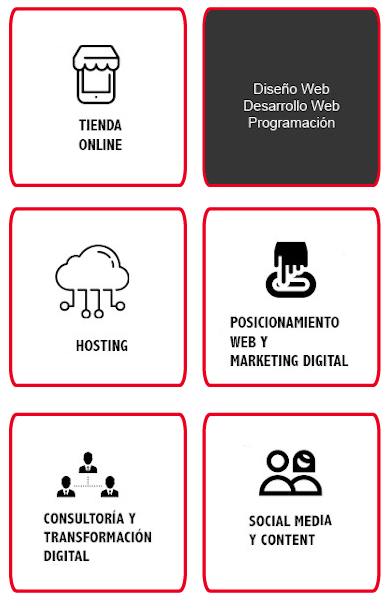 TIENDA
ONLINE
Diseño Web
Desarrollo Web
Programación
HOSTING
POSICIONAMIENTO
WEB Y
MARKETING DIGITAL
CONSULTORÍA Y
TRANSFORMACIÓN
DIGITAL
SOCIAL MEDIA
Y CONTENT